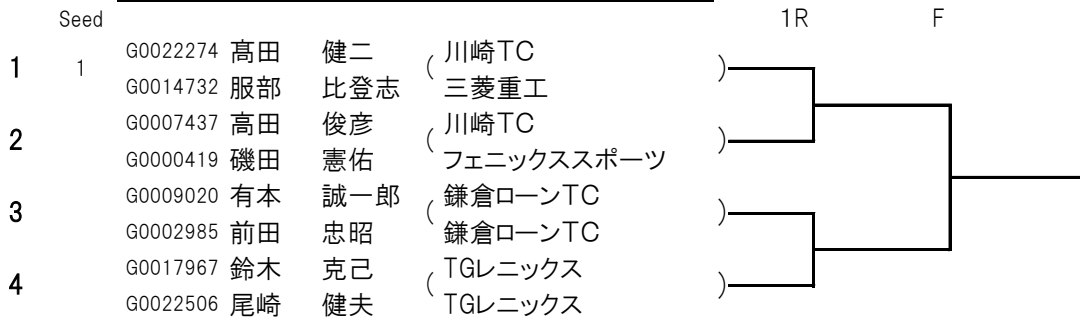 Seed 1R F
G0022274 髙田 健二 ( 川崎TC )
1 1
G0014732 服部 比登志 三菱重工
G0007437 高田 俊彦 ( 川崎TC )
2
G0000419 磯田 憲佑 フェニックススポーツ
G0009020 有本 誠一郎 ( 鎌倉ローンTC )
3
G0002985 前田 忠昭 鎌倉ローンTC
G0017967 鈴木 克己 ( TGレニックス )
4
G0022506 尾崎 健夫 TGレニックス